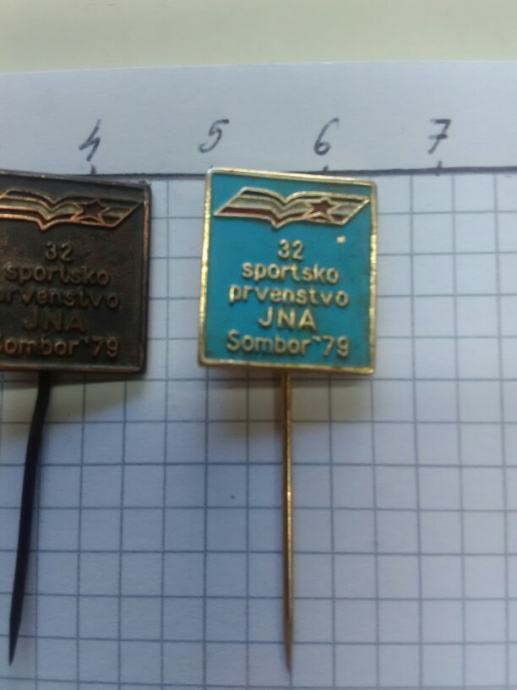 4 5 6 7
32
sportsko
prvenstvo
JNA
Sombor '79
32
sportsko
prvenstvo
JNA
Sombor '79